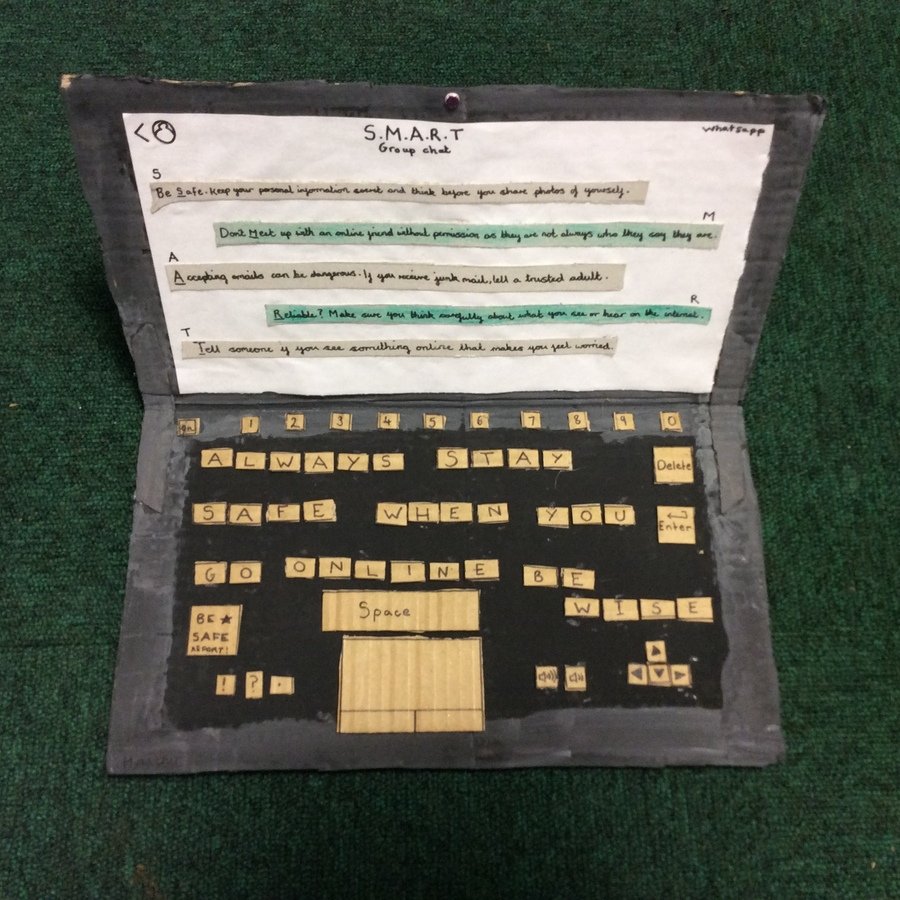 <
S.M.A.R.T
whatsapp
Group chat
S
Be Safe. Keep your personal information secret and think before you share photos of yourself.
M
Dont Meet up with an online friend without permission as they are not always who they say they are.
A
Accepting emails can be dangerous. If you receive junk mail, tell a trusted adult.
R
Reliable? Make sure you think carefully about what you see or hear on the internet.
T
Tell someone if you see something online that makes you feel worried.
on 1 2 3 4 5 6 7 8 9 0
ALWAYS STAY
Delete
SAFE WHEN YOU
Enter
GO ONLINE BE
WISE
Space
BE ★
SAFE
REPORT!
! ? .